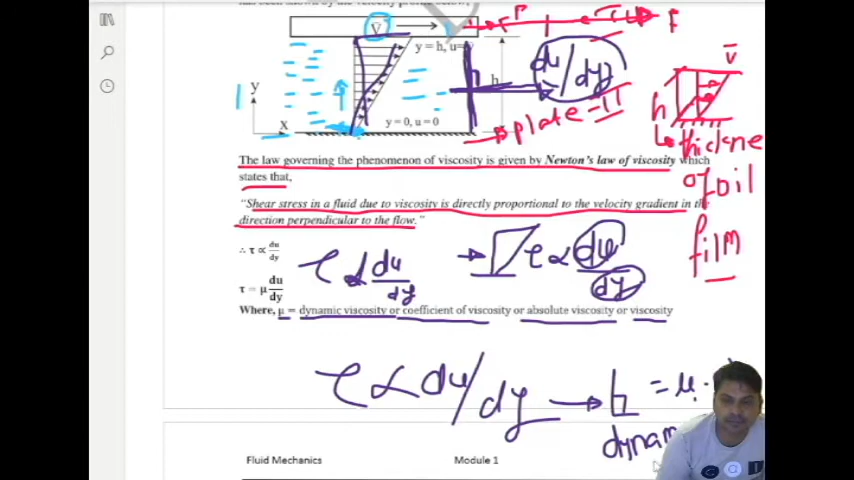 F
V
→ F
y = h, u=
du/dyz
V̄
y
h
h
x
y = 0, u = 0
plate - II
thickne
of oil
film
The law governing the phenomenon of viscosity is given by Newton's law of viscosity which
states that,
"Shear stress in a fluid due to viscosity is directly proportional to the velocity gradient in the
direction perpendicular to the flow."
∴ τ ∝ du/dy
τ ∝ du/dy
τ ∝ du/dy
τ = μ du/dy
Where, μ = dynamic viscosity or coefficient of viscosity or absolute viscosity or viscosity
τ ∝ du/dy → = μ.
dynam
Fluid Mechanics Module 1